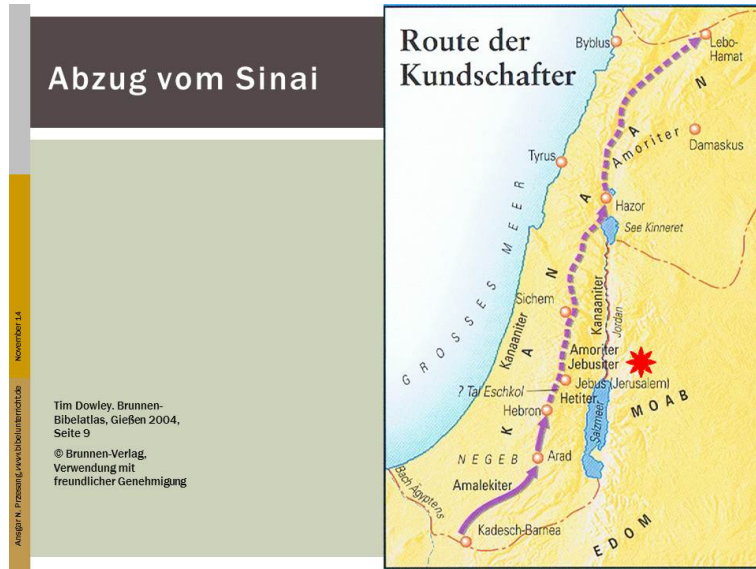 Abzug vom Sinai
November 14
Ansgar N. Przesang, www.bibelunterricht.de
Tim Dowley. Brunnen-
Bibelatlas, Gießen 2004,
Seite 9
© Brunnen-Verlag,
Verwendung mit
freundlicher Genehmigung
Route der
Kundschafter
Byblus
Lebo-
Hamat
Amoriter
Damaskus
Tyrus
Hazor
See Kinneret
GROSSES MEER
KANAAN
Sichem
Kanaaniter
Kanaaniter
Jordan
Amoriter
Jebusiter
Jebus (Jerusalem)
? Tal Eschkol
Hetiter
MOAB
Hebron
Salzmeer
NEGEB
Arad
Amalekiter
Bach Ägyptens
Kadesch-Barnea
EDOM